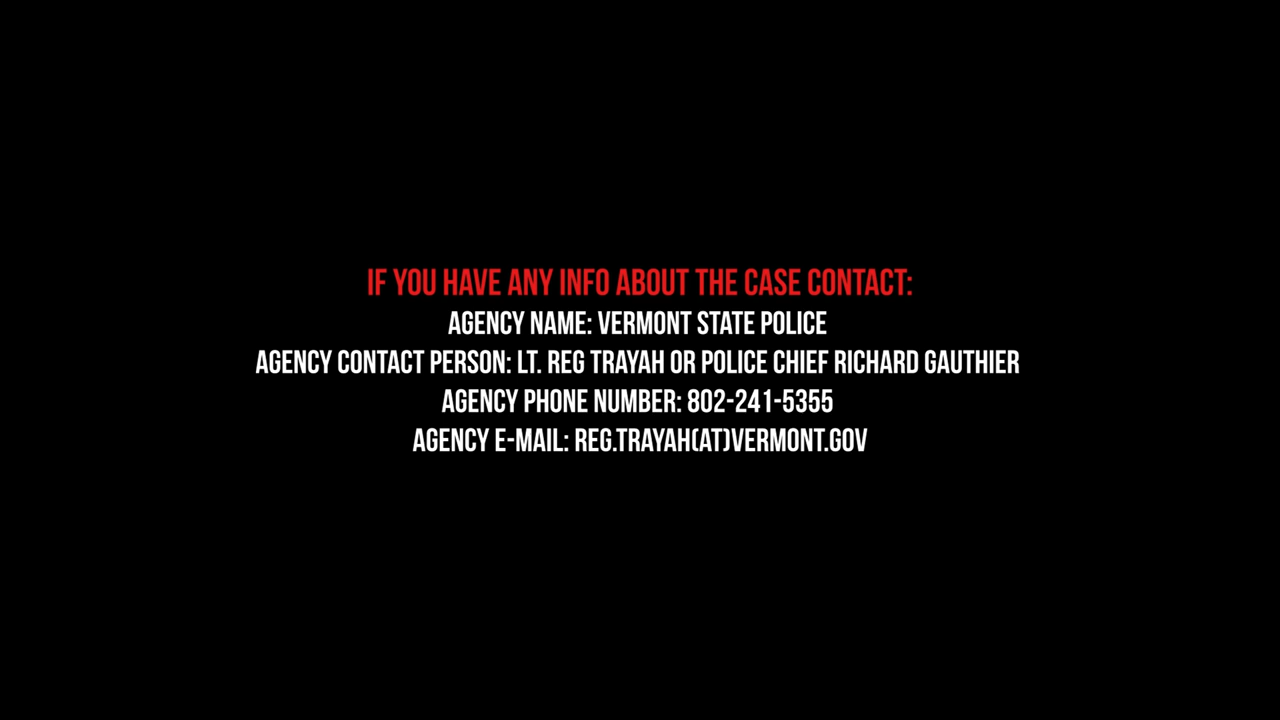 IF YOU HAVE ANY INFO ABOUT THE CASE CONTACT:
AGENCY NAME: VERMONT STATE POLICE
AGENCY CONTACT PERSON: LT. REG TRAYAH OR POLICE CHIEF RICHARD GAUTHIER
AGENCY PHONE NUMBER: 802-241-5355
AGENCY E-MAIL: REG.TRAYAH(AT)VERMONT.GOV